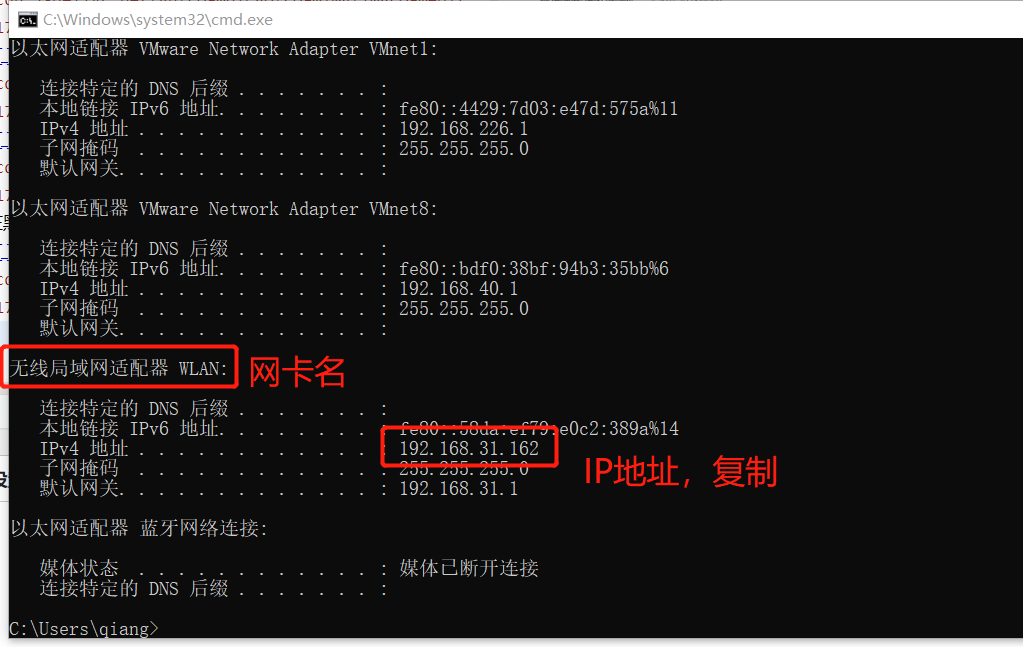 C:\Windows\system32\cmd.exe
以太网适配器 VMware Network Adapter VMnet1:
连接特定的 DNS 后缀 . . . . . . . :
本地链接 IPv6 地址. . . . . . . . : fe80::4429:7d03:e47d:575a%11
IPv4 地址 . . . . . . . . . . . . : 192.168.226.1
子网掩码 . . . . . . . . . . . . : 255.255.255.0
默认网关. . . . . . . . . . . . . :
以太网适配器 VMware Network Adapter VMnet8:
连接特定的 DNS 后缀 . . . . . . . :
本地链接 IPv6 地址. . . . . . . . : fe80::bdf0:38bf:94b3:35bb%6
IPv4 地址 . . . . . . . . . . . . : 192.168.40.1
子网掩码 . . . . . . . . . . . . : 255.255.255.0
默认网关. . . . . . . . . . . . . :
无线局域网适配器 WLAN: 网卡名
连接特定的 DNS 后缀 . . . . . . . :
本地链接 IPv6 地址. . . . . . . . : fe80::58da:ef79:e0c2:389a%14
IPv4 地址 . . . . . . . . . . . . : 192.168.31.162
IP地址，复制
子网掩码 . . . . . . . . . . . . : 255.255.255.0
默认网关. . . . . . . . . . . . . : 192.168.31.1
以太网适配器 蓝牙网络连接:
媒体状态 . . . . . . . . . . . . : 媒体已断开连接
连接特定的 DNS 后缀 . . . . . . . :
C:\Users\qiang>